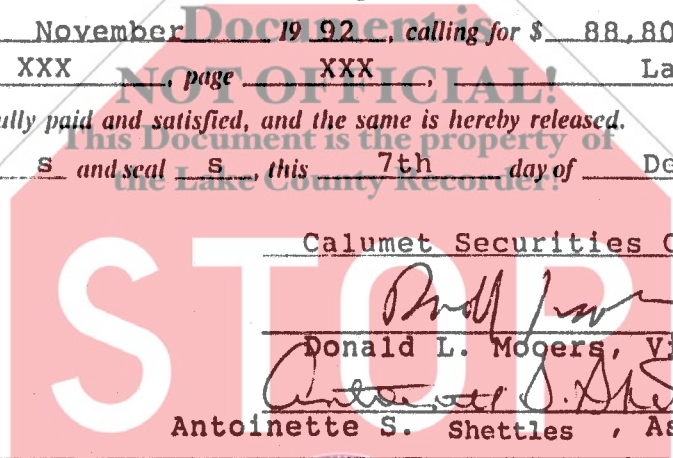 Document is
November 19 92, calling for $ 88,80
NOT OFFICIAL!
XXX, page XXX, La
ully paid and satisfied, and the same is hereby released.
This Document is the property of
s and seal s, this 7th day of De
the Lake County Recorder!
STOP
Calumet Securities C
Donald L. Mogers, Vi
Antoinette S. Shettles , As